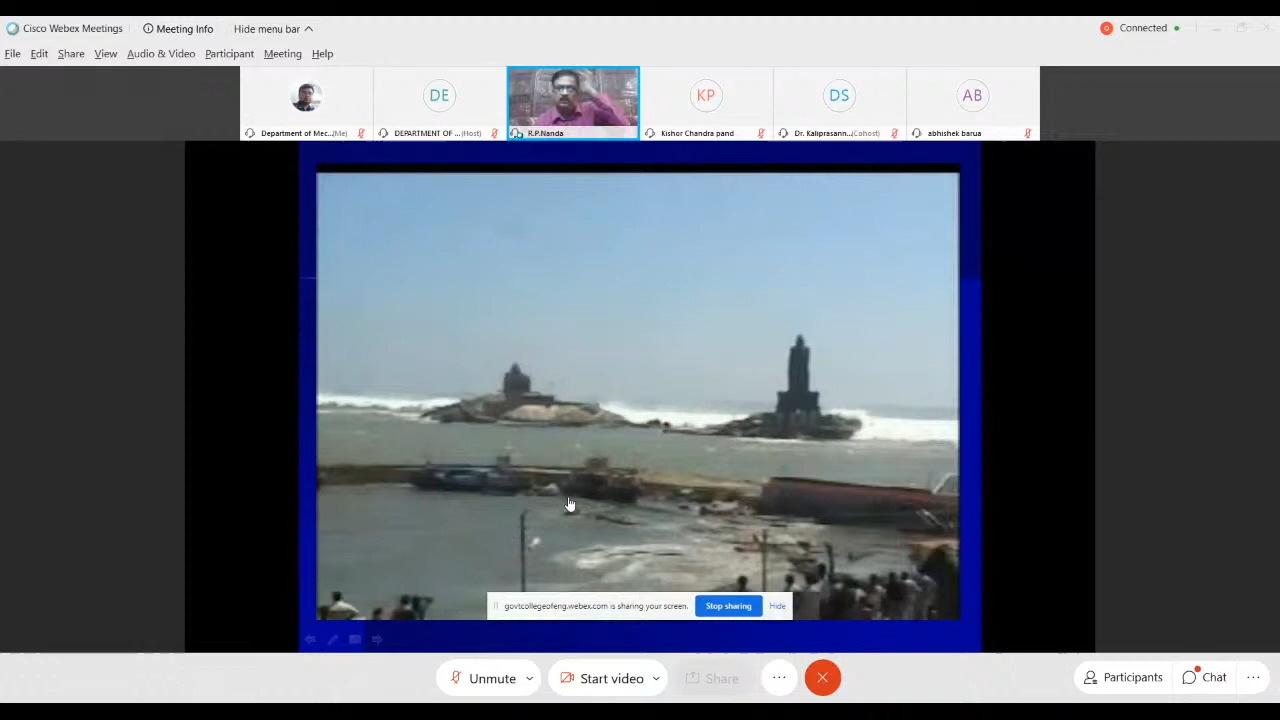 Cisco Webex Meetings Meeting Info Hide menu bar Connected
File Edit Share View Audio & Video Participant Meeting Help
DE KP DS AB
Department of Mec... (Me) DEPARTMENT OF ... (Host) R.P.Nanda Kishor Chandra pand Dr. Kaliprasann... (Cohost) abhishek barua
govtcollegeofeng.webex.com is sharing your screen. Stop sharing Hide
Unmute Start video Share Participants Chat